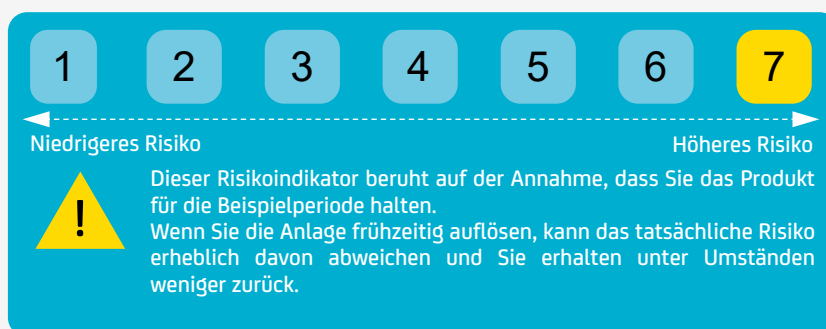 1 2 3 4 5 6 7
Niedrigeres Risiko Höheres Risiko
Dieser Risikoindikator beruht auf der Annahme, dass Sie das Produkt
für die Beispielperiode halten.
!
Wenn Sie die Anlage frühzeitig auflösen, kann das tatsächliche Risiko
erheblich davon abweichen und Sie erhalten unter Umständen
weniger zurück.